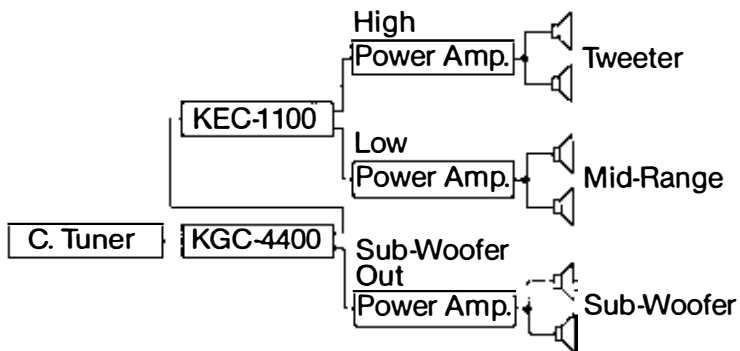 High
Power Amp.
Tweeter
KEC-1100
Low
Power Amp.
Mid-Range
C. Tuner
KGC-4400
Sub-Woofer
Out
Power Amp.
Sub-Woofer